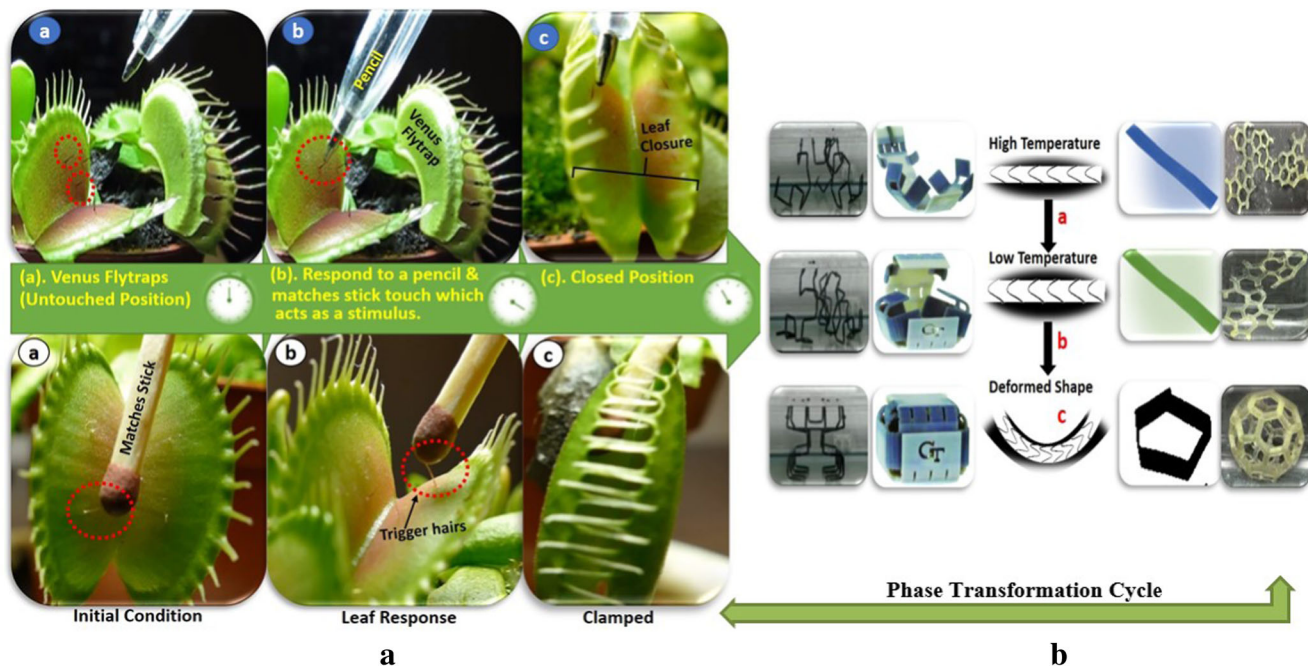 a
b
Pencil
Venus
Flytrap
c
Leaf
Closure
(a). Venus Flytraps
(Untouched Position)
(b). Respond to a pencil &
matches stick touch which
acts as a stimulus.
(c). Closed Position
a
Matches Stick
b
Trigger hairs
c
Initial Condition
Leaf Response
Clamped
a
High Temperature
a
Low Temperature
b
GT
Deformed Shape
c
GT
Phase Transformation Cycle
b